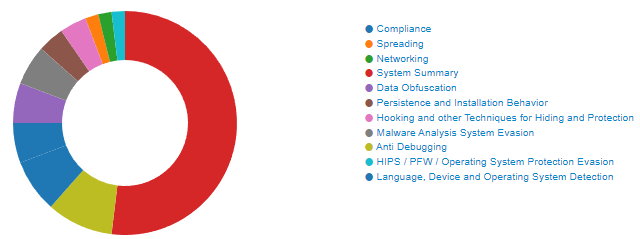 Compliance
Spreading
Networking
System Summary
Data Obfuscation
Persistence and Installation Behavior
Hooking and other Techniques for Hiding and Protection
Malware Analysis System Evasion
Anti Debugging
HIPS / PFW / Operating System Protection Evasion
Language, Device and Operating System Detection